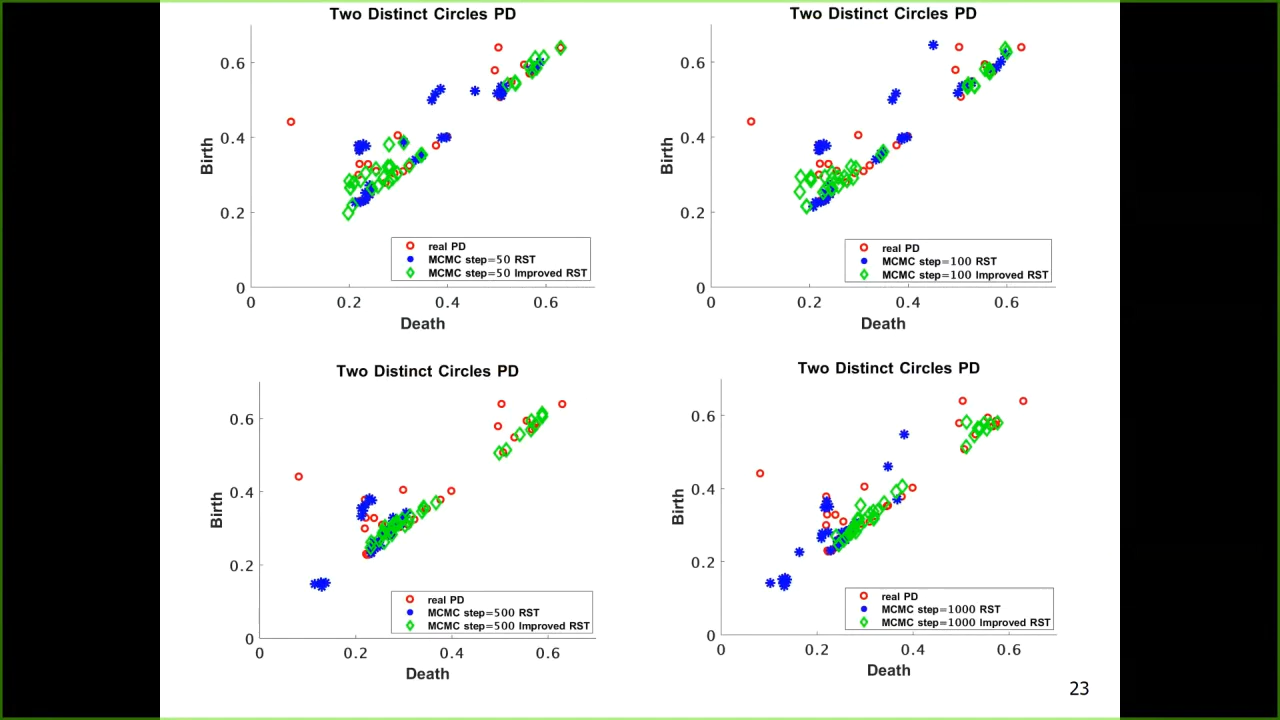 Two Distinct Circles PD
0.6
0.4
0.2
0
Birth
real PD
MCMC step=50 RST
MCMC step=50 Improved RST
0
0.2
0.4
0.6
Death
Two Distinct Circles PD
0.6
0.4
0.2
0
Birth
real PD
MCMC step=100 RST
MCMC step=100 Improved RST
0
0.2
0.4
0.6
Death
Two Distinct Circles PD
0.6
0.4
0.2
0
Birth
real PD
MCMC step=500 RST
MCMC step=500 Improved RST
0
0.2
0.4
0.6
Death
Two Distinct Circles PD
0.6
0.4
0.2
0
Birth
real PD
MCMC step=1000 RST
MCMC step=1000 Improved RST
0
0.2
0.4
0.6
Death
23